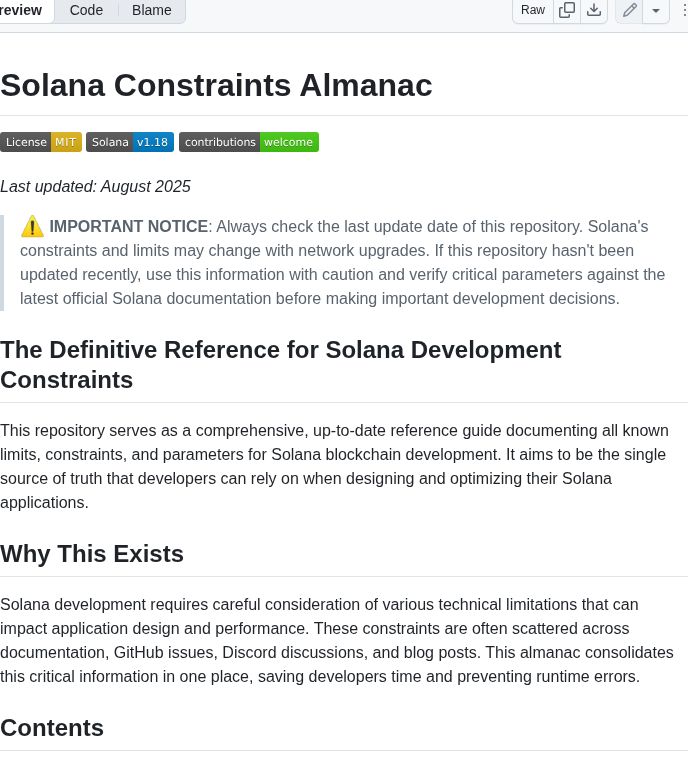 review Code Blame Raw
Solana Constraints Almanac
License MIT Solana v1.18 contributions welcome
Last updated: August 2025
⚠️ IMPORTANT NOTICE: Always check the last update date of this repository. Solana's
constraints and limits may change with network upgrades. If this repository hasn't been
updated recently, use this information with caution and verify critical parameters against the
latest official Solana documentation before making important development decisions.
The Definitive Reference for Solana Development
Constraints
This repository serves as a comprehensive, up-to-date reference guide documenting all known
limits, constraints, and parameters for Solana blockchain development. It aims to be the single
source of truth that developers can rely on when designing and optimizing their Solana
applications.
Why This Exists
Solana development requires careful consideration of various technical limitations that can
impact application design and performance. These constraints are often scattered across
documentation, GitHub issues, Discord discussions, and blog posts. This almanac consolidates
this critical information in one place, saving developers time and preventing runtime errors.
Contents